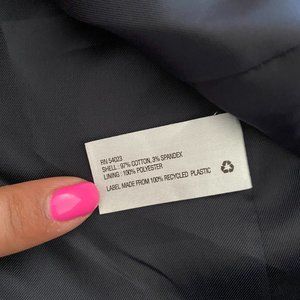 RN 54023
SHELL : 97% COTTON, 3% SPANDEX
LINING : 100% POLYESTER
LABEL MADE FROM 100% RECYCLED PLASTIC